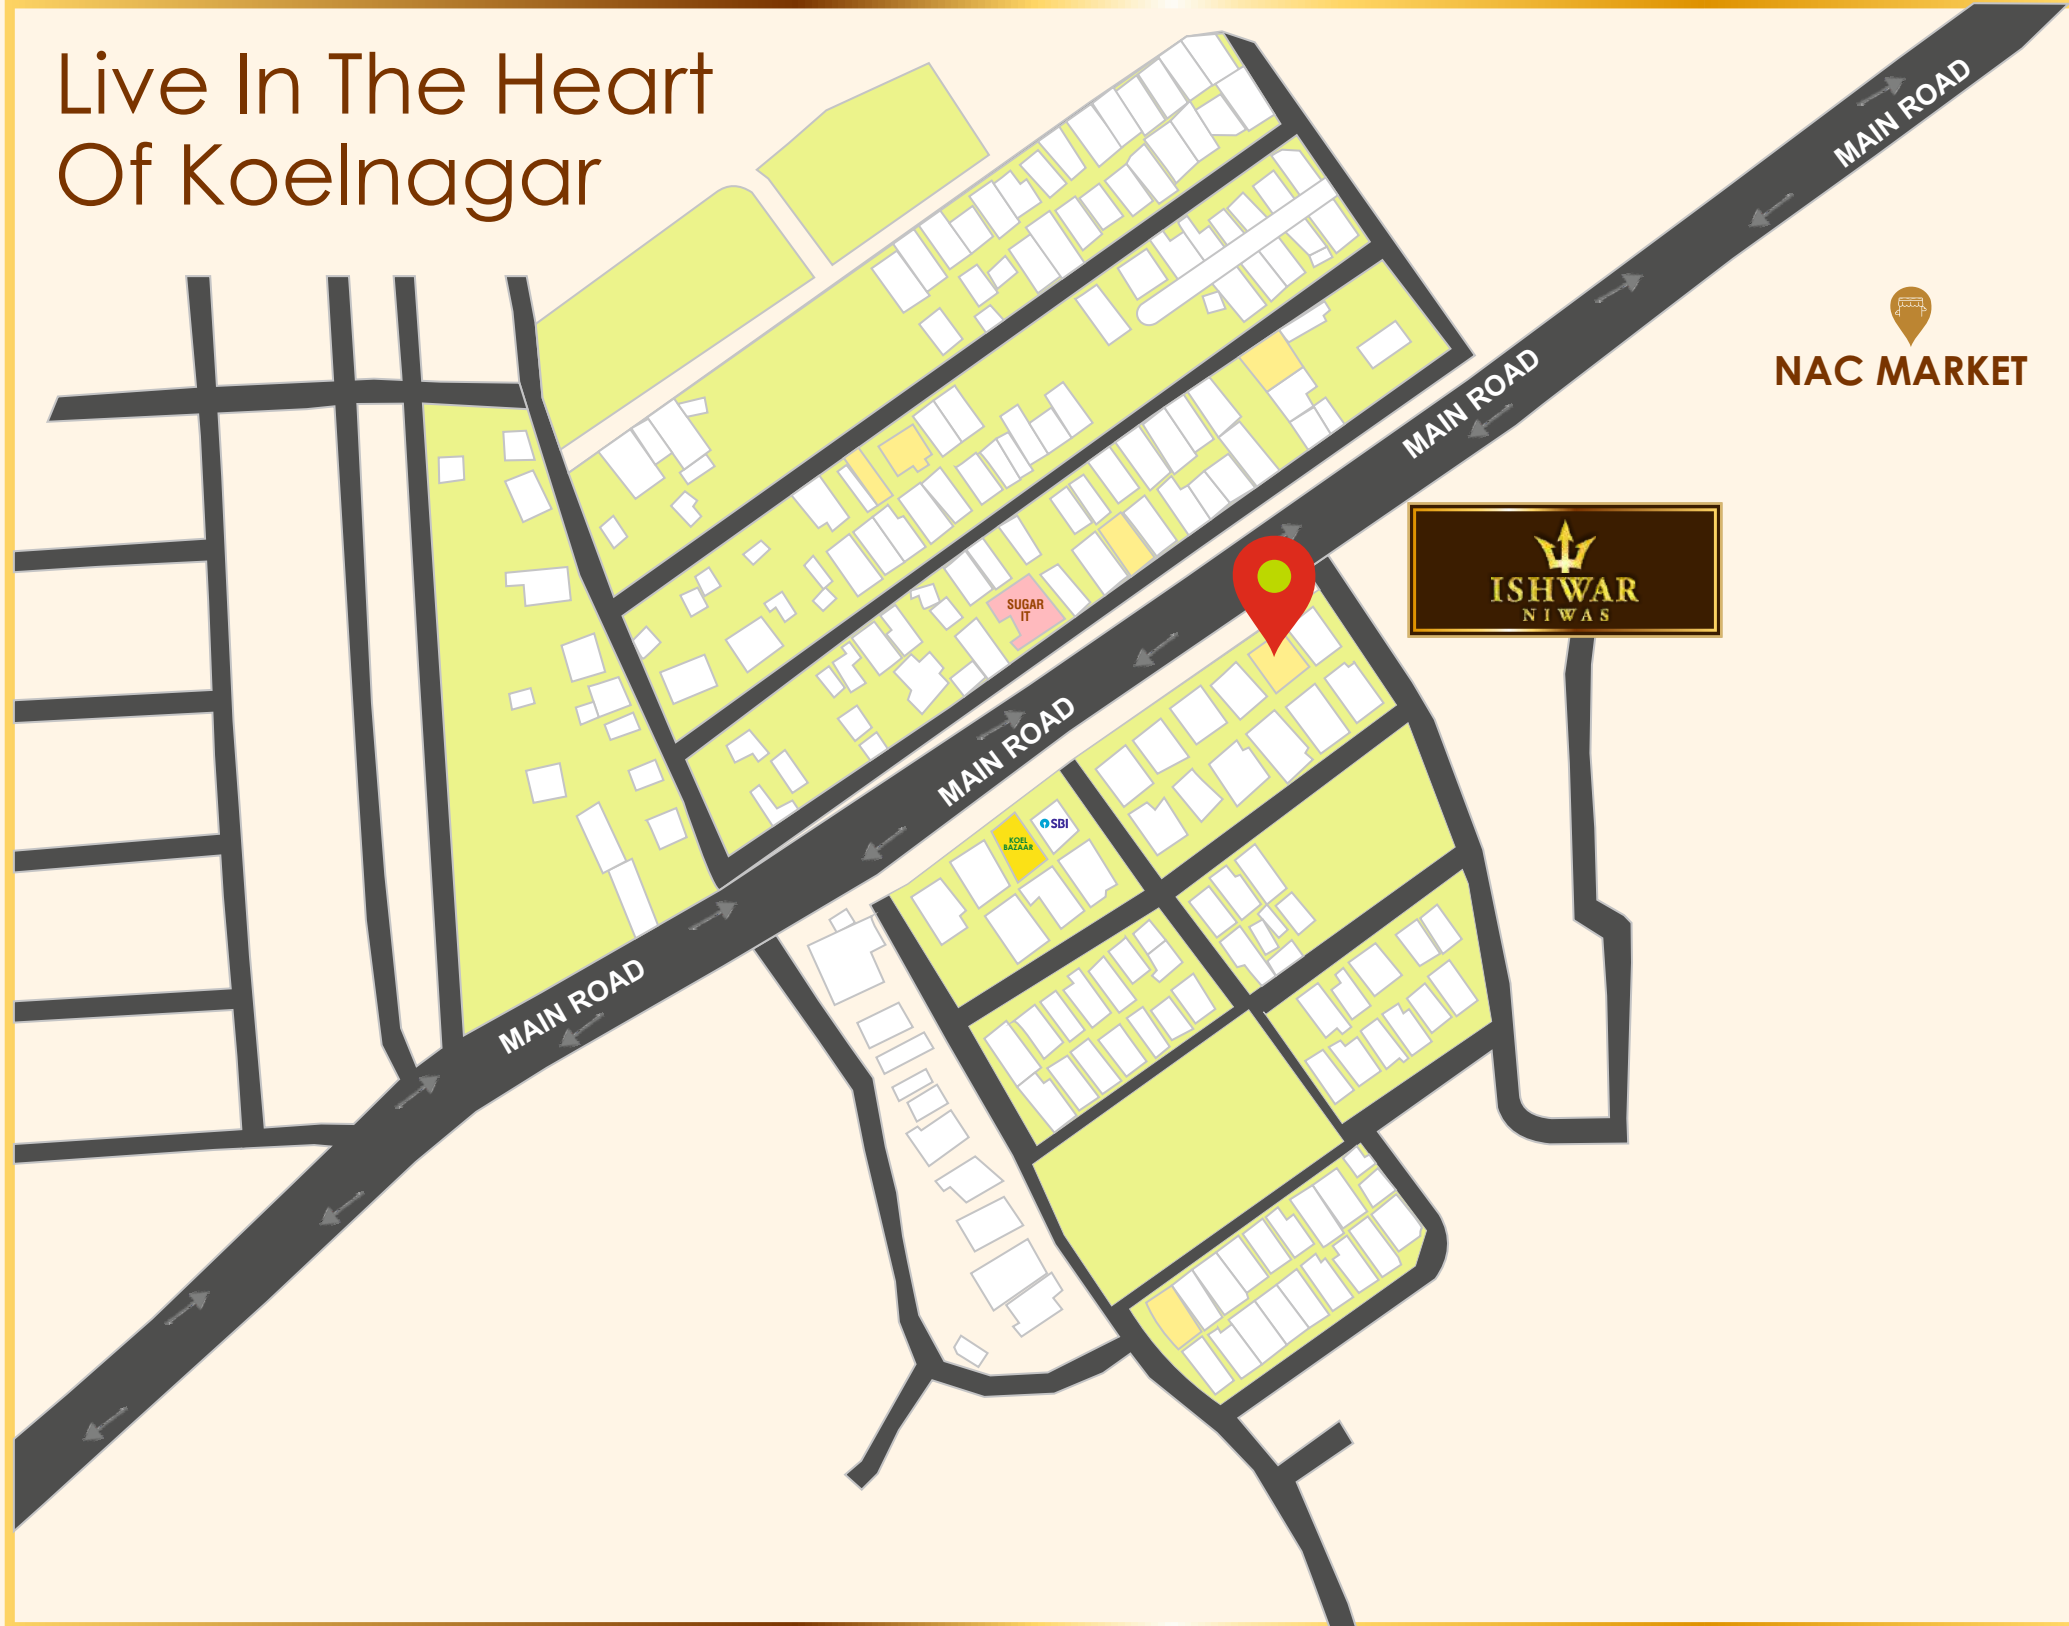 Live In The Heart
Of Koelnagar
MAIN ROAD
NAC MARKET
MAIN ROAD
ISHWAR
NIWAS
SUGAR
IT
MAIN ROAD
SBI
KOEL
BAZAAR
MAIN ROAD